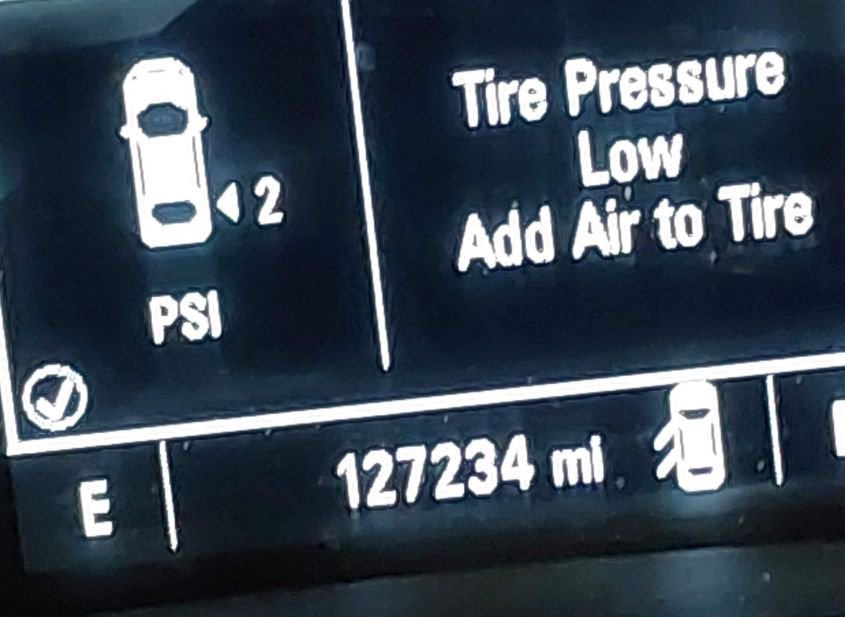 Tire Pressure
Low
Add Air to Tire
2
PSI
E
127234 mi